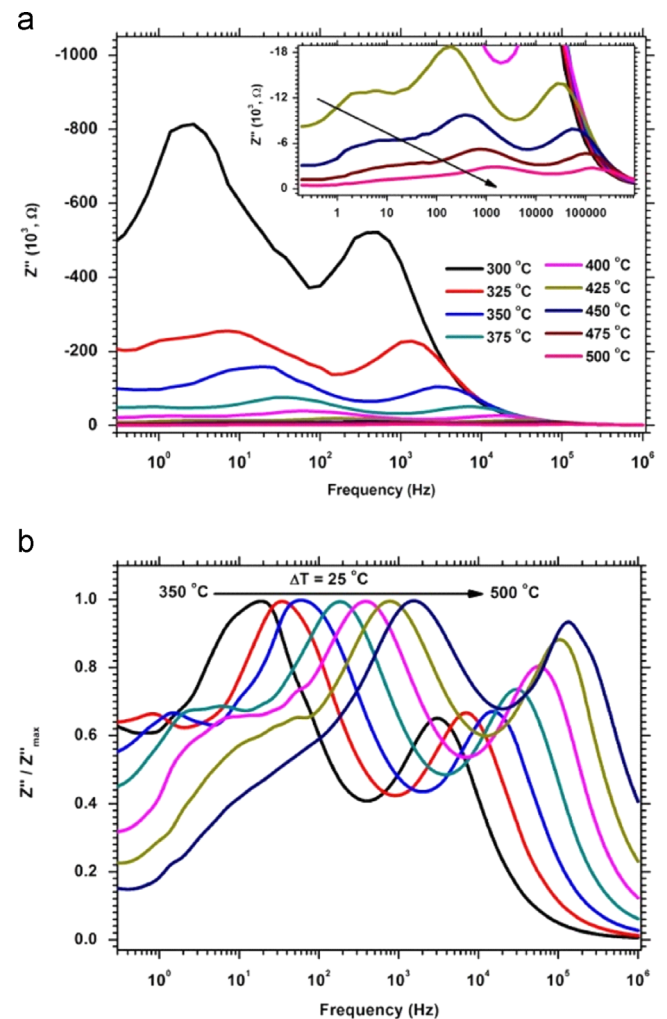 a
-1000
-800
-600
-400
-200
0
Z'' (10³, Ω)
10⁰ 10¹ 10² 10³ 10⁴ 10⁵ 10⁶
Frequency (Hz)
-18
-12
-6
0
Z'' (10³, Ω)
1 10 100 1000 10000 100000
300 °C 400 °C
325 °C 425 °C
350 °C 450 °C
375 °C 475 °C
500 °C
b
350 °C ΔT = 25 °C 500 °C
1.0
0.8
0.6
0.4
0.2
0.0
Z'' / Z''max
10⁰ 10¹ 10² 10³ 10⁴ 10⁵ 10⁶
Frequency (Hz)